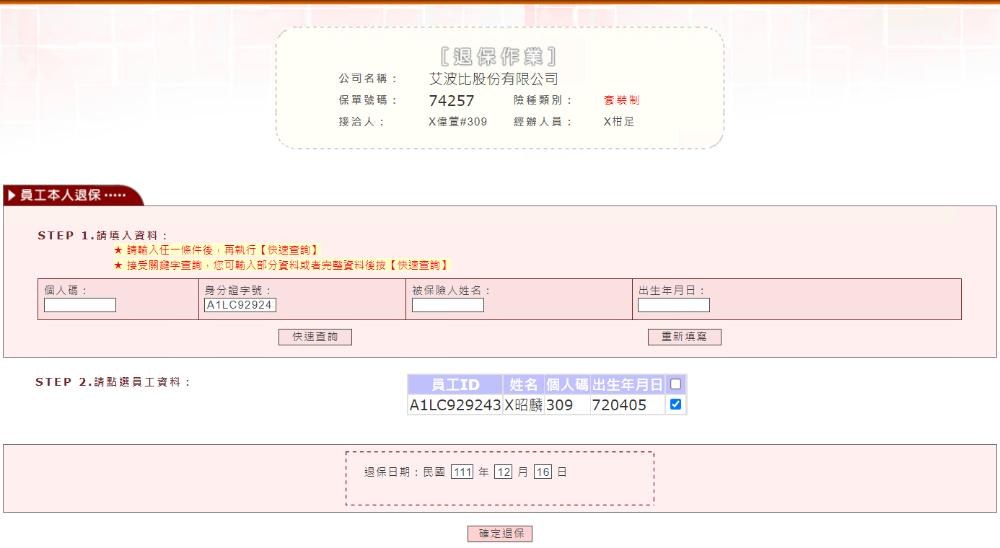 [退保作業]
公司名稱： 艾波比股份有限公司
保單號碼： 74257 險種類別： 套裝制
接洽人： X偉萱#309 經辦人員： X柑足
員工本人退保 •••••
STEP 1.請填入資料：
★ 請輸入任一條件後，再執行【快速查詢】
★ 接受關鍵字查詢，您可輸入部分資料或者完整資料後按【快速查詢】
個人碼： 身分證字號： 被保險人姓名： 出生年月日：
A1LC929243
快速查詢 重新填寫
STEP 2.請點選員工資料：
員工ID 姓名 個人碼 出生年月日
A1LC929243 X昭麟 309 720405
退保日期：民國 111 年 12 月 16 日
確定退保